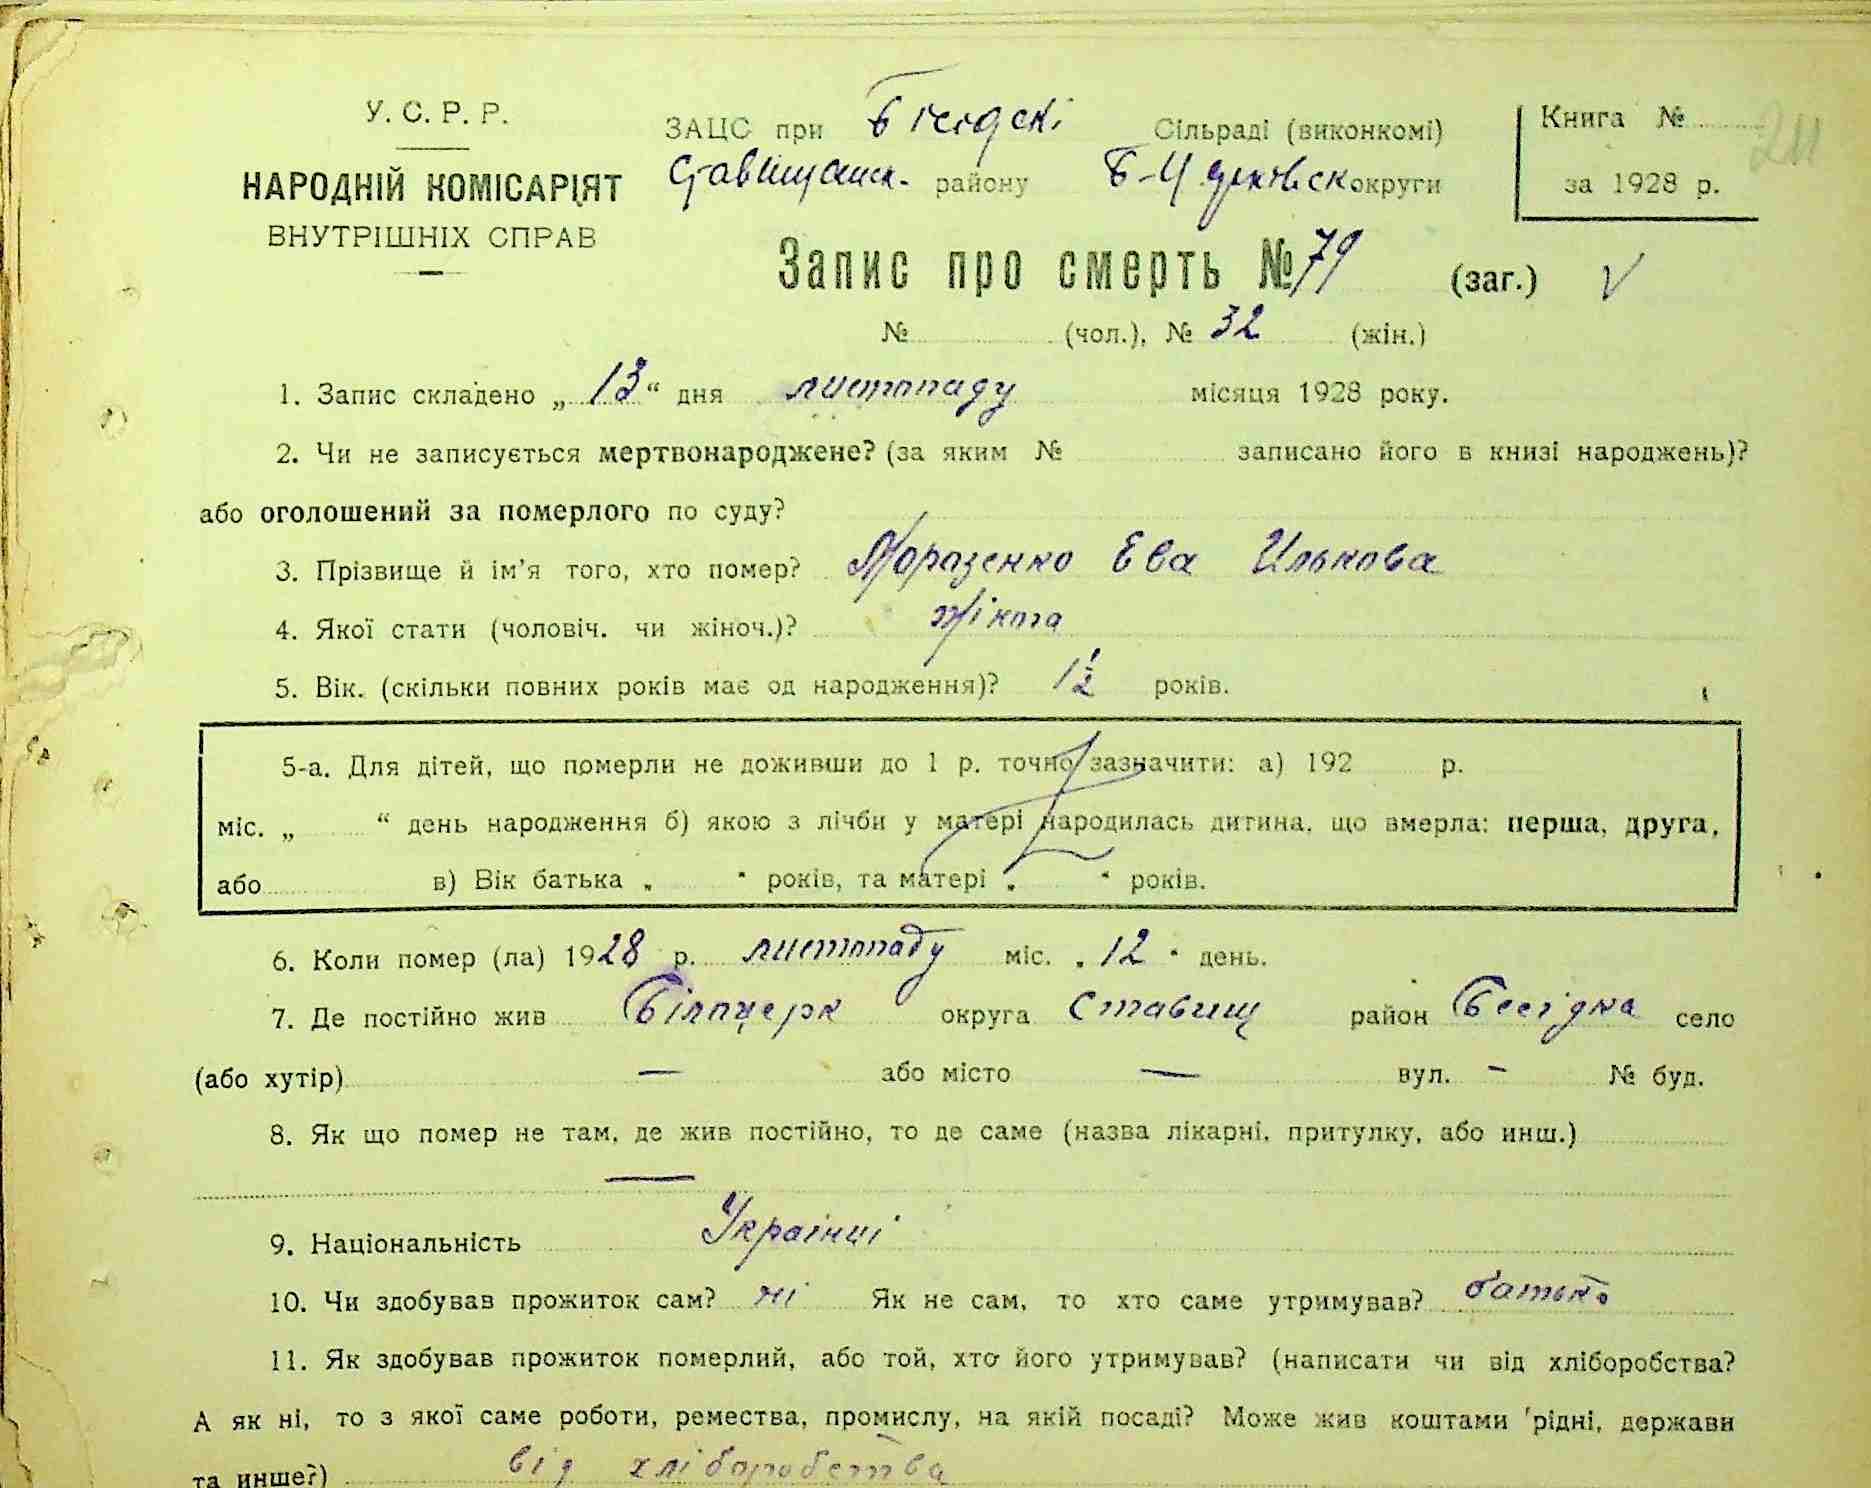 У. С. Р. Р.
НАРОДНІЙ КОМІСАРІЯТ
ВНУТРІШНІХ СПРАВ
ЗАЦС при Бесідскі Сільраді (виконкомі)
Ставищанск. району Б-Церковск округи
Книга №
за 1928 р.
211
Запис про смерть № 79 (заг.) V
№ (чол.), № 32 (жін.)
1. Запис складено „ 13 “ дня листопаду місяця 1928 року.
2. Чи не записується мертвонароджене? (за яким № записано його в книзі народжень)?
або оголошений за померлого по суду?
3. Прізвище й ім'я того, хто помер? Морозенко Ева Илькова
4. Якої стати (чоловіч. чи жіноч.)? жіноча
5. Вік. (скільки повних років має од народження)? 1½ років.
5-а. Для дітей, що померли не доживши до 1 р. точно зазначити: а) 192 р.
міс. „ “ день народження б) якою з лічби у матері народилась дитина, що вмерла: перша, друга,
або в) Вік батька „ “ років, та матері „ “ років.
6. Коли помер (ла) 1928 р. листопаду міс. „ 12 “ день.
7. Де постійно жив Білоцерк округа Ставищ район Бесідка село
(або хутір) — або місто — вул. - № буд.
8. Як що помер не там, де жив постійно, то де саме (назва лікарні, притулку, або инш.)
—
9. Національність Українці
10. Чи здобував прожиток сам? ні Як не сам, то хто саме утримував? батько
11. Як здобував прожиток померлий, або той, хто його утримував? (написати чи від хліборобства?
А як ні, то з якої саме роботи, ремества, промислу, на якій посаді? Може жив коштами рідні, держави
та инше?) від хліборобства